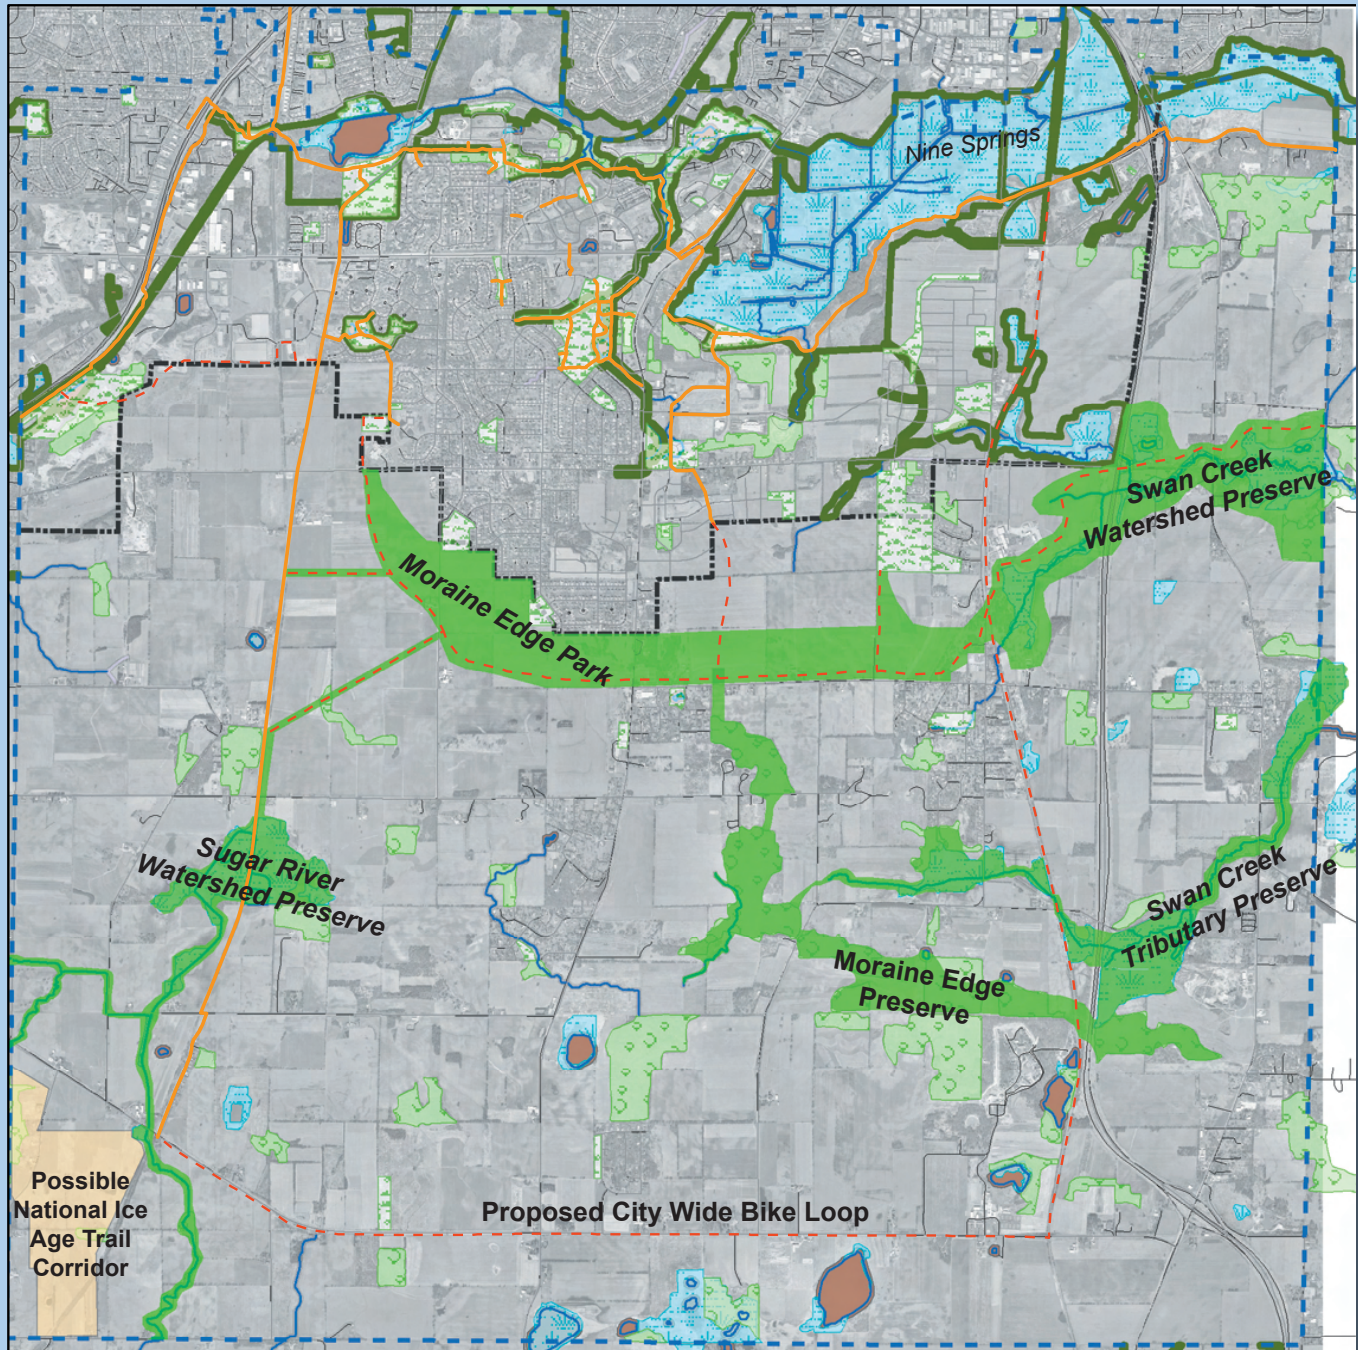 Nine Springs
Swan Creek
Watershed Preserve
Moraine Edge Park
Sugar River
Watershed Preserve
Swan Creek
Tributary Preserve
Moraine Edge
Preserve
Possible
National Ice
Age Trail
Corridor
Proposed City Wide Bike Loop